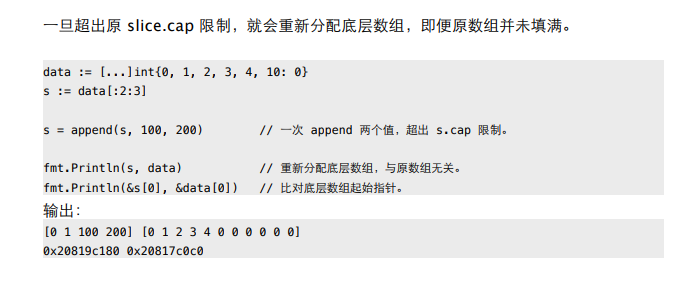 一旦超出原 slice.cap 限制，就会重新分配底层数组，即便原数组并未填满。
data := [...]int{0, 1, 2, 3, 4, 10: 0}
s := data[:2:3]
s = append(s, 100, 200) // 一次 append 两个值，超出 s.cap 限制。
fmt.Println(s, data) // 重新分配底层数组，与原数组无关。
fmt.Println(&s[0], &data[0]) // 比对底层数组起始指针。
输出：
[0 1 100 200] [0 1 2 3 4 0 0 0 0 0 0]
0x20819c180 0x20817c0c0